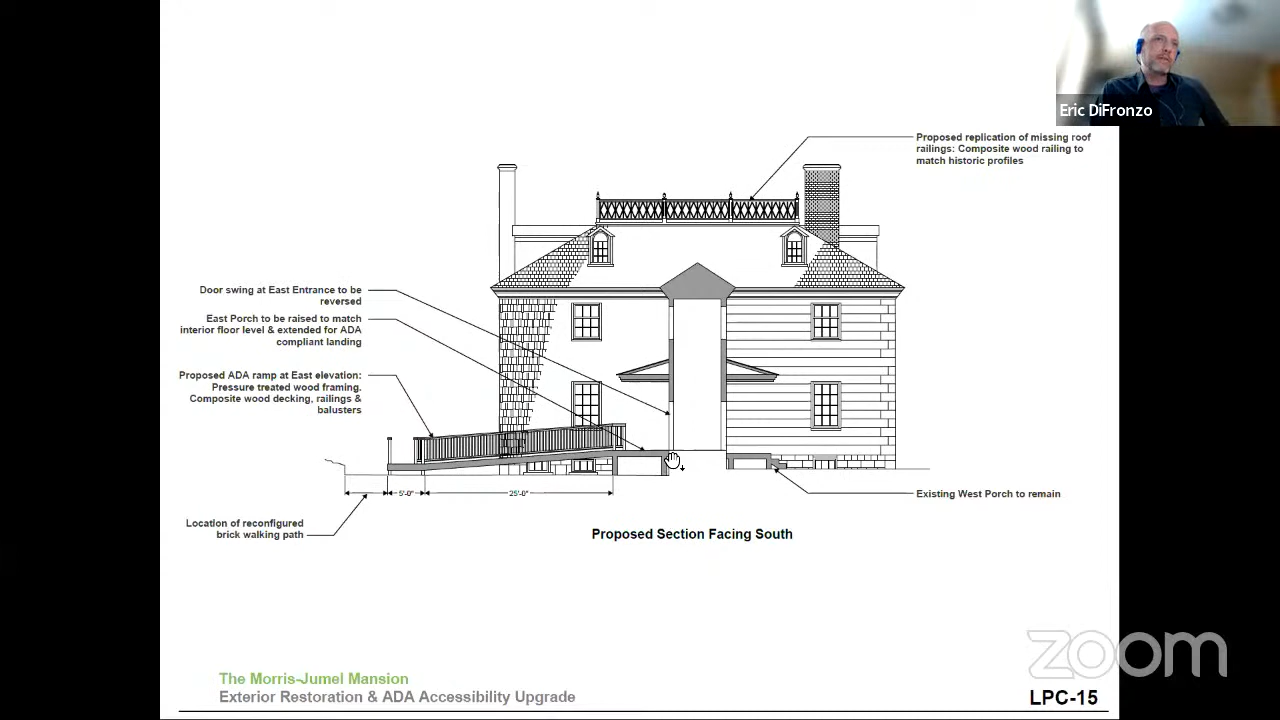 Eric DiFronzo
Proposed replication of missing roof
railings: Composite wood railing to
match historic profiles
Door swing at East Entrance to be
reversed
East Porch to be raised to match
interior floor level & extended for ADA
compliant landing
Proposed ADA ramp at East elevation:
Pressure treated wood framing.
Composite wood decking, railings &
balusters
5'-0"
25'-0"
Existing West Porch to remain
Location of reconfigured
brick walking path
Proposed Section Facing South
zoom
The Morris-Jumel Mansion
Exterior Restoration & ADA Accessibility Upgrade
LPC-15